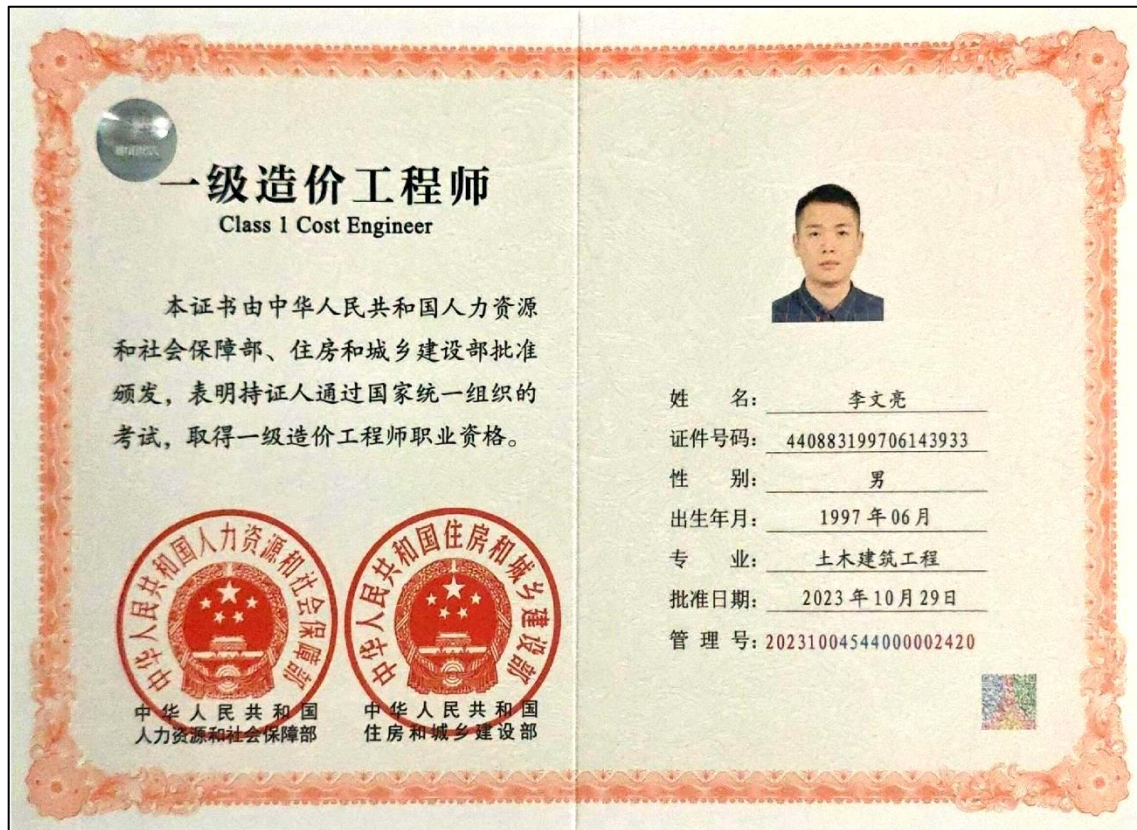 一级造价工程师
Class 1 Cost Engineer
本证书由中华人民共和国人力资源
和社会保障部、住房和城乡建设部批准
颁发，表明持证人通过国家统一组织的
考试，取得一级造价工程师职业资格。
中华人民共和国人力资源和社会保障部
中华人民共和国住房和城乡建设部
中华人民共和国
人力资源和社会保障部
中华人民共和国
住房和城乡建设部
姓名：李文亮
证件号码：440883199706143933
性别：男
出生年月：1997年06月
专业：土木建筑工程
批准日期：2023年10月29日
管理号：20231004544000002420